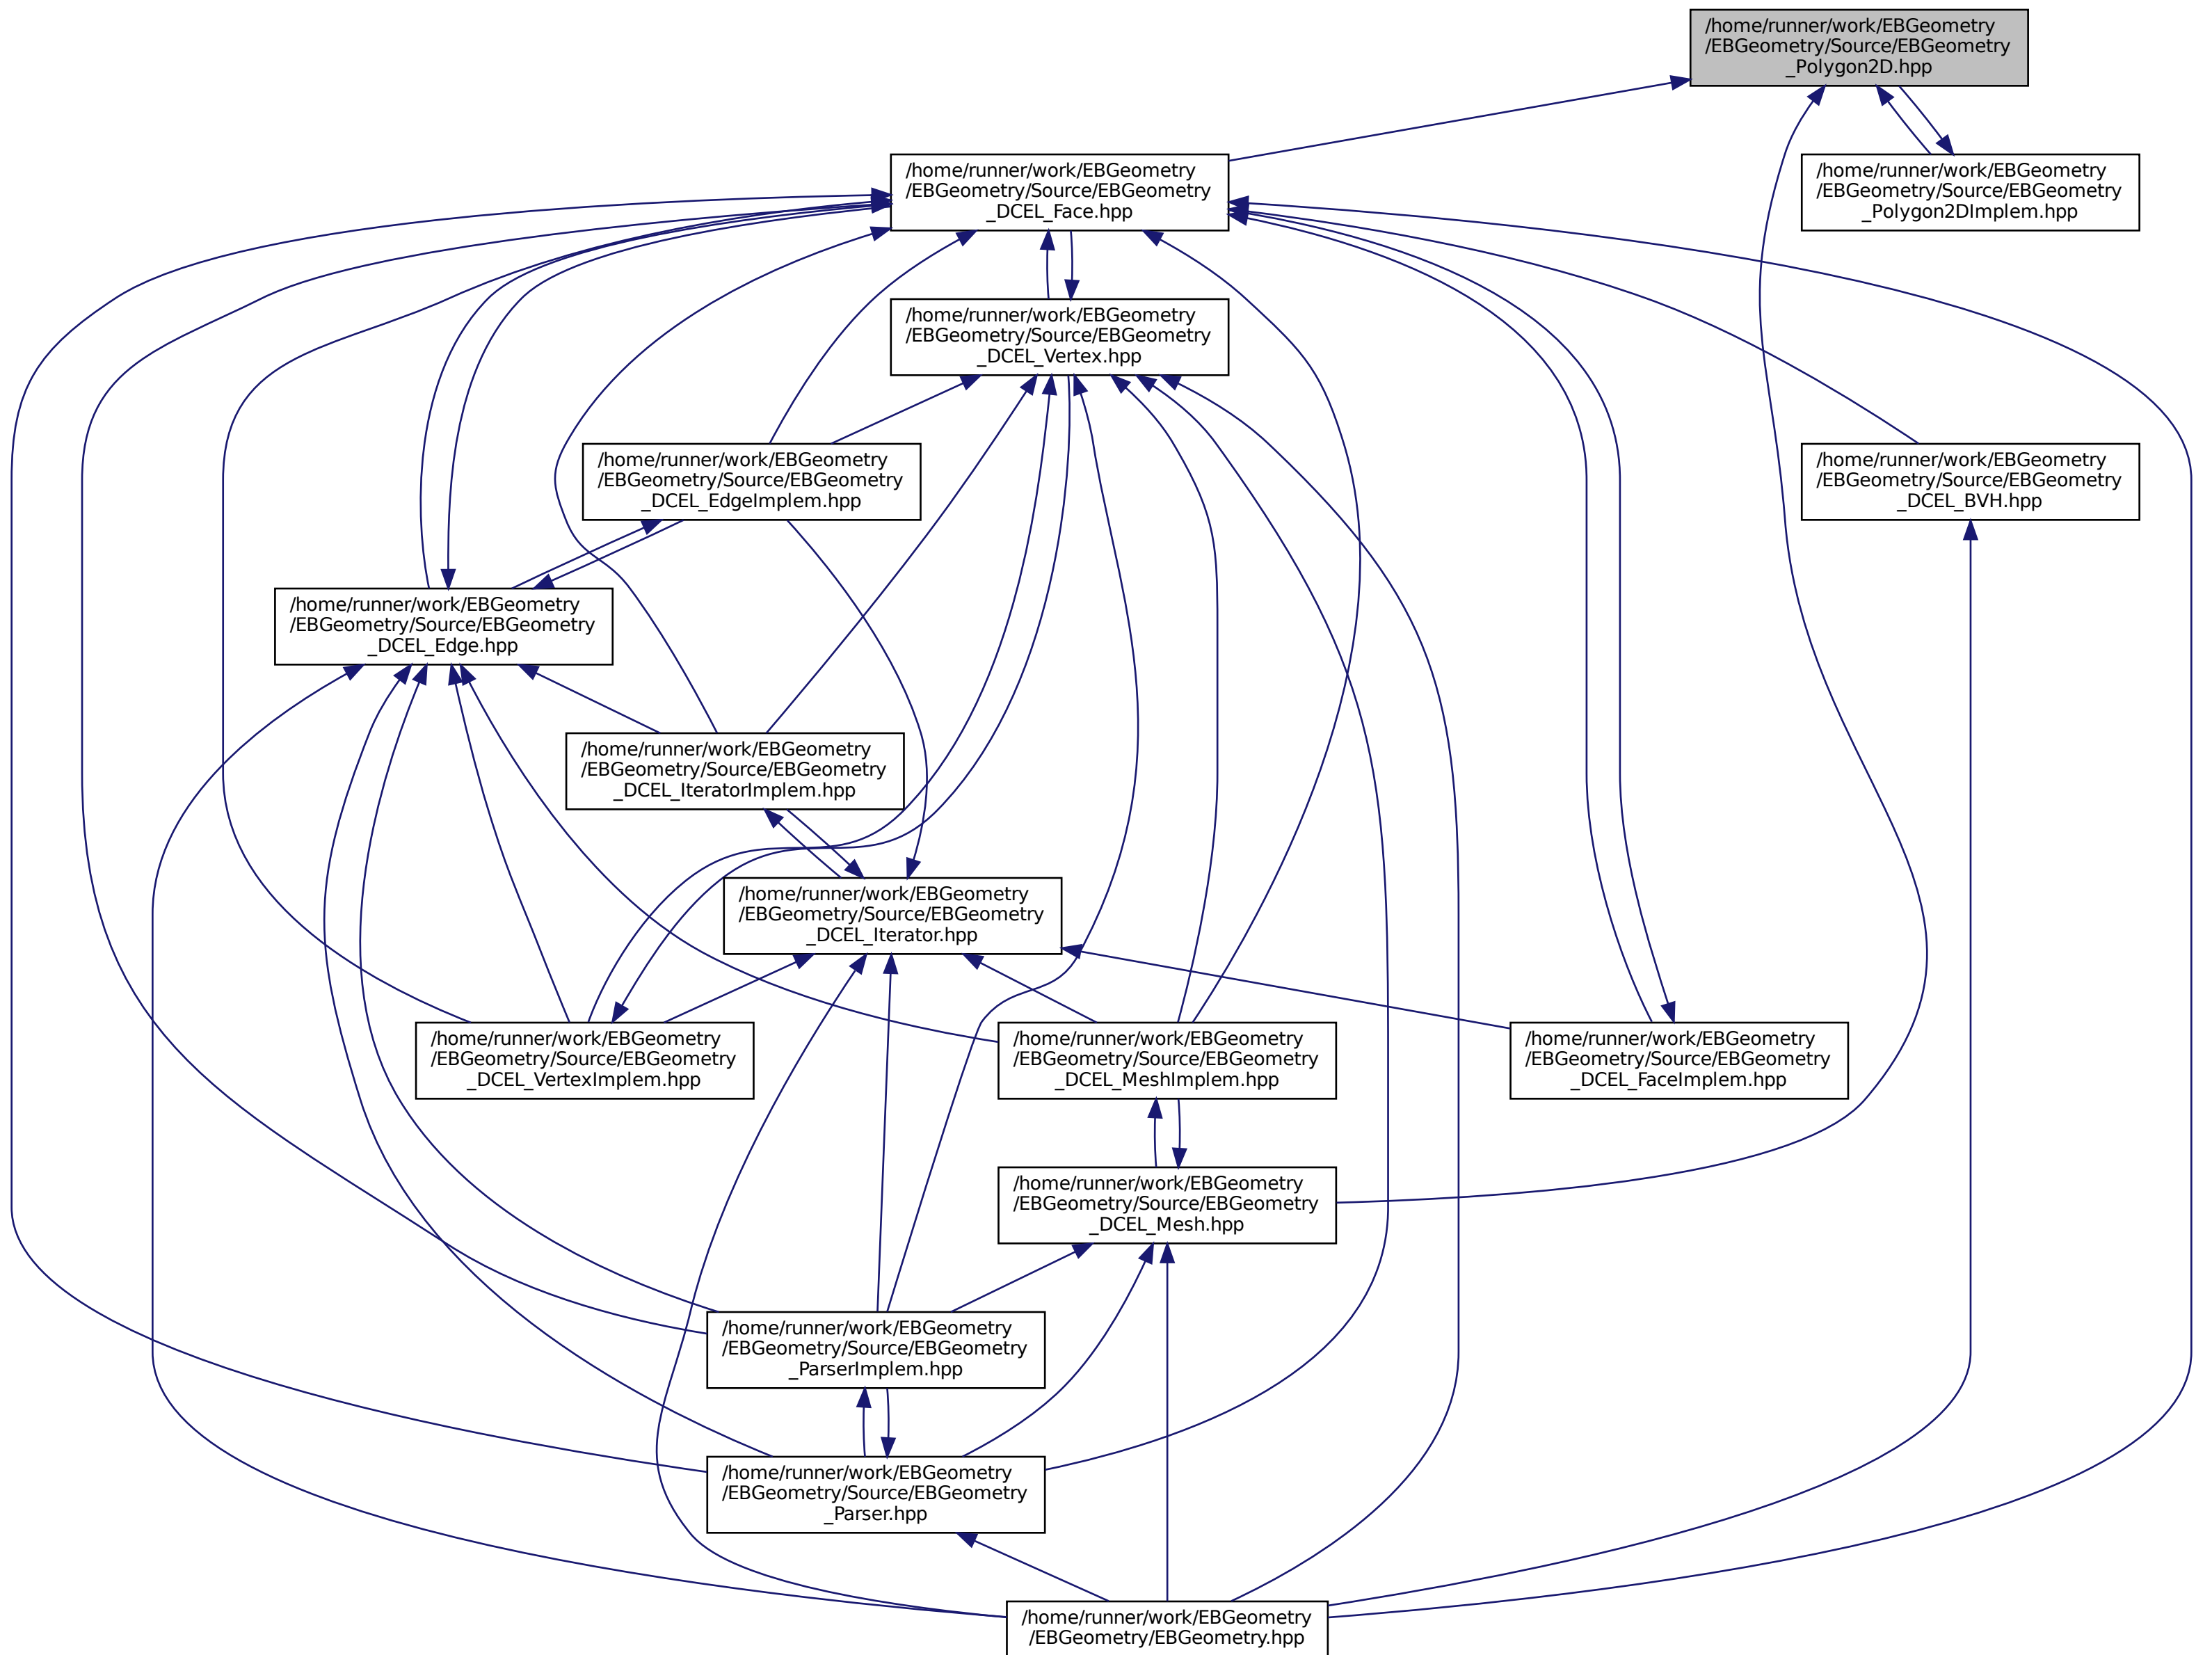 /home/runner/work/EBGeometry
/EBGeometry/Source/EBGeometry
_Polygon2D.hpp
/home/runner/work/EBGeometry
/EBGeometry/Source/EBGeometry
_DCEL_Face.hpp
/home/runner/work/EBGeometry
/EBGeometry/Source/EBGeometry
_Polygon2DImplem.hpp
/home/runner/work/EBGeometry
/EBGeometry/Source/EBGeometry
_DCEL_Vertex.hpp
/home/runner/work/EBGeometry
/EBGeometry/Source/EBGeometry
_DCEL_EdgeImplem.hpp
/home/runner/work/EBGeometry
/EBGeometry/Source/EBGeometry
_DCEL_BVH.hpp
/home/runner/work/EBGeometry
/EBGeometry/Source/EBGeometry
_DCEL_Edge.hpp
/home/runner/work/EBGeometry
/EBGeometry/Source/EBGeometry
_DCEL_IteratorImplem.hpp
/home/runner/work/EBGeometry
/EBGeometry/Source/EBGeometry
_DCEL_Iterator.hpp
/home/runner/work/EBGeometry
/EBGeometry/Source/EBGeometry
_DCEL_VertexImplem.hpp
/home/runner/work/EBGeometry
/EBGeometry/Source/EBGeometry
_DCEL_MeshImplem.hpp
/home/runner/work/EBGeometry
/EBGeometry/Source/EBGeometry
_DCEL_FaceImplem.hpp
/home/runner/work/EBGeometry
/EBGeometry/Source/EBGeometry
_DCEL_Mesh.hpp
/home/runner/work/EBGeometry
/EBGeometry/Source/EBGeometry
_ParserImplem.hpp
/home/runner/work/EBGeometry
/EBGeometry/Source/EBGeometry
_Parser.hpp
/home/runner/work/EBGeometry
/EBGeometry/EBGeometry.hpp